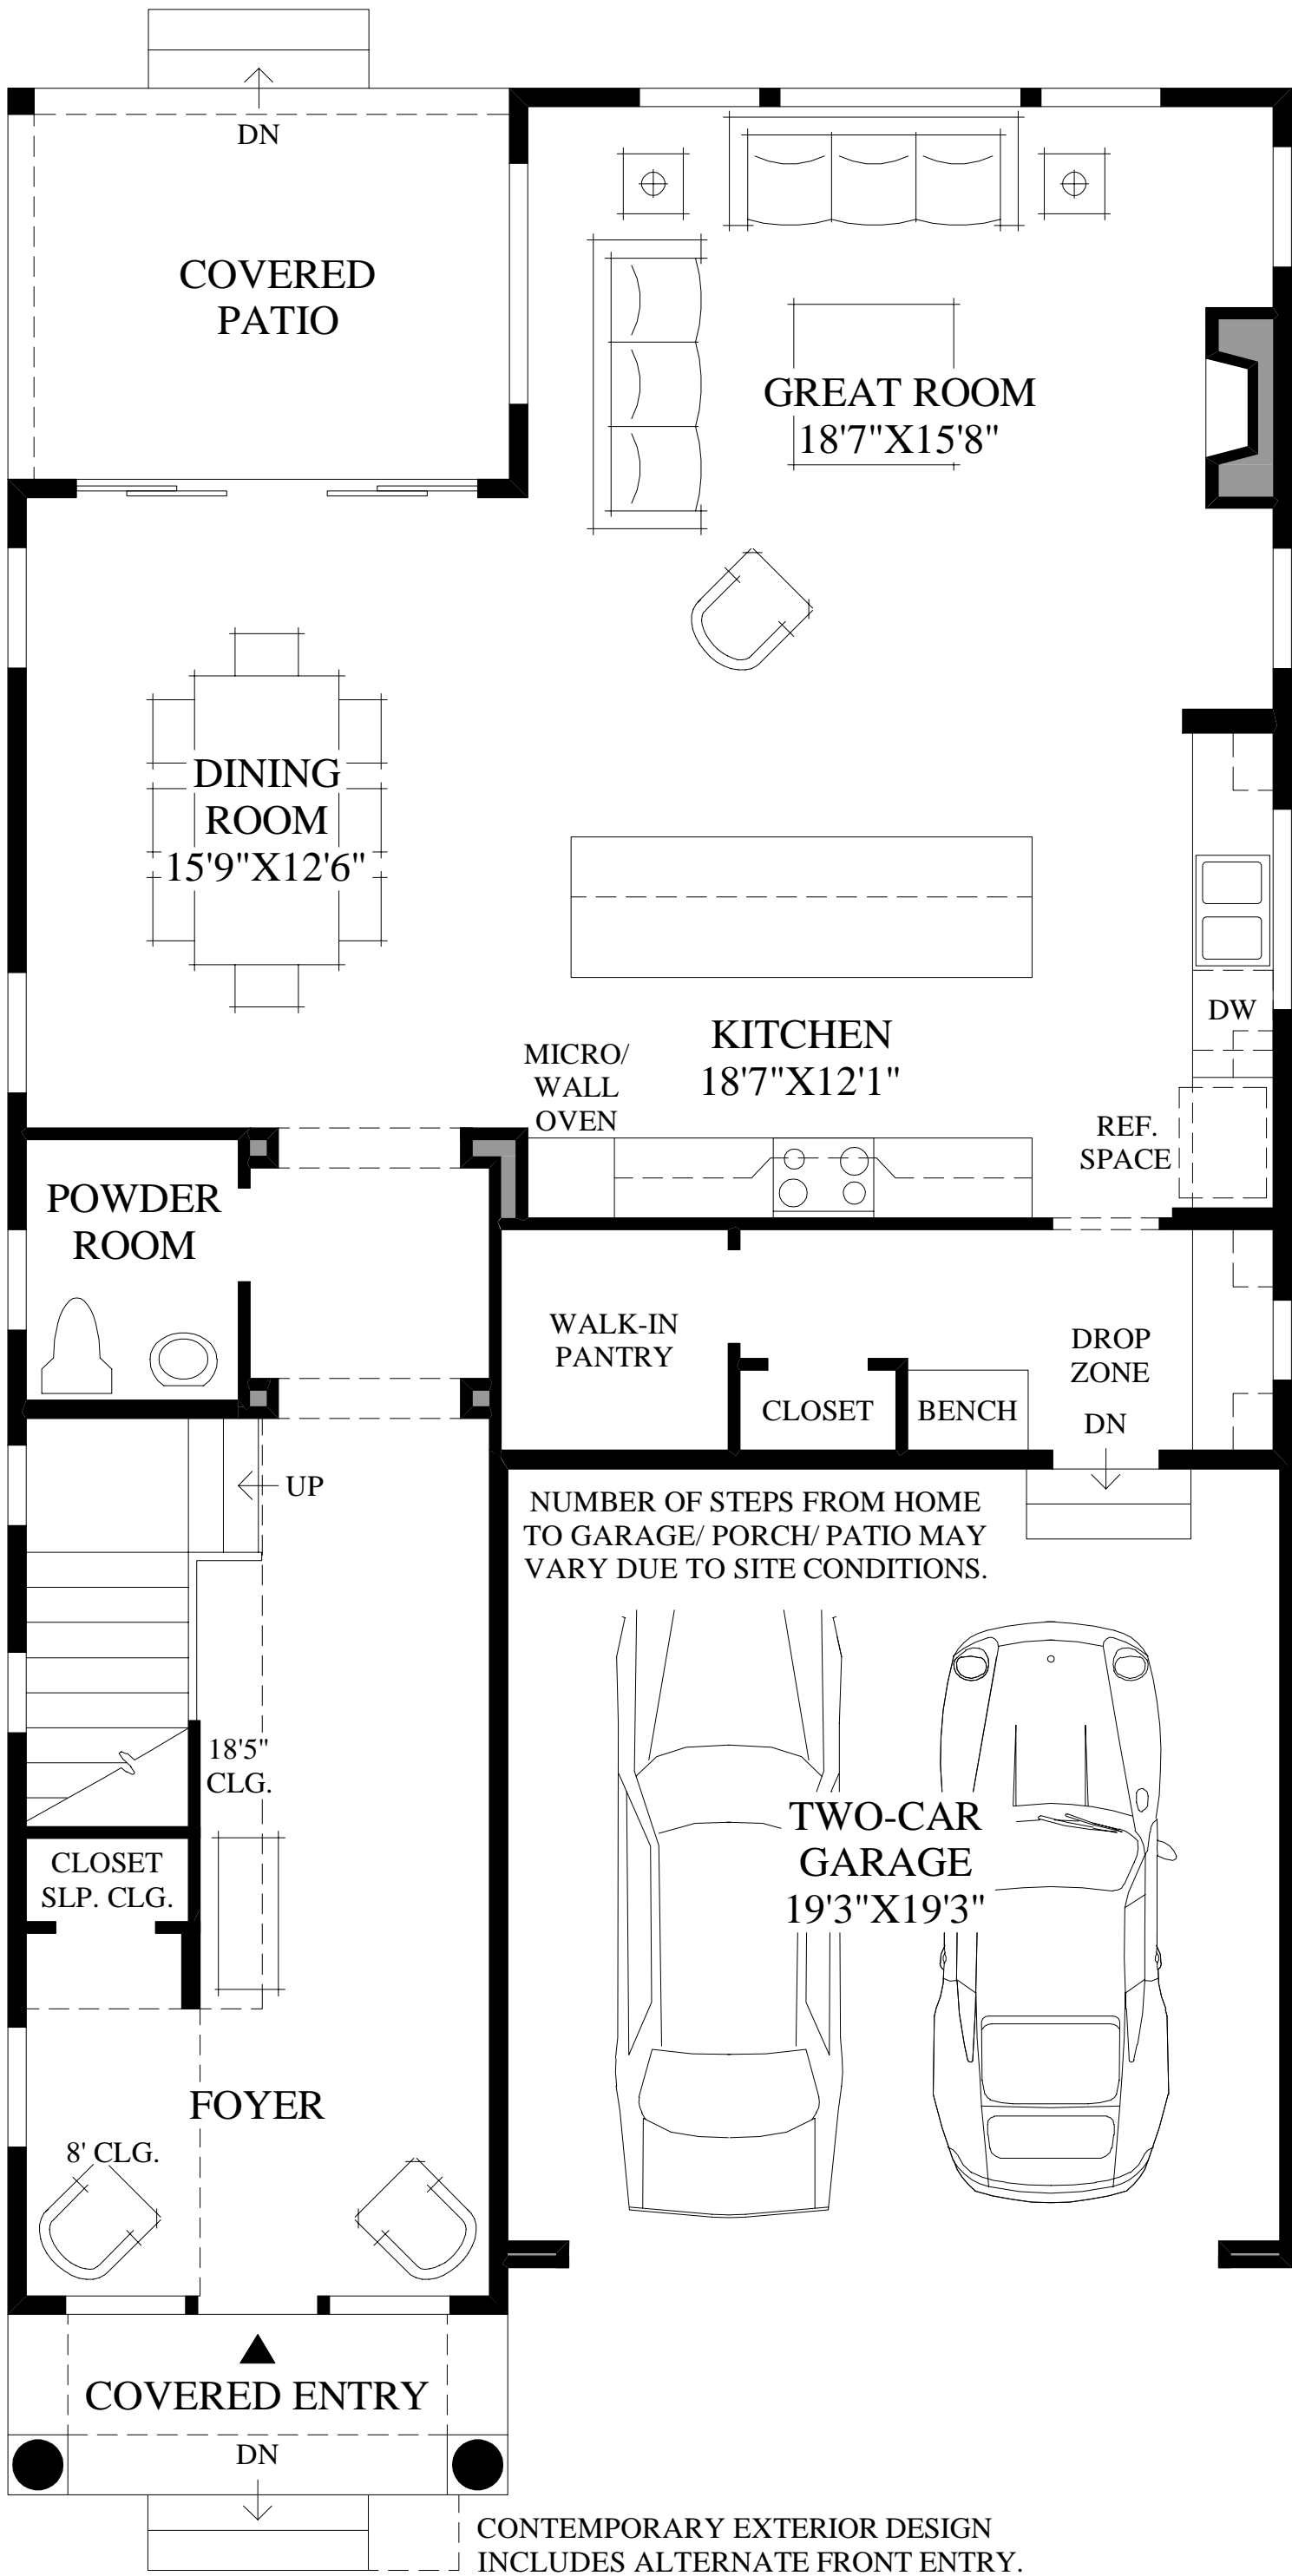 DN
COVERED
PATIO
GREAT ROOM
18'7"X15'8"
DINING
ROOM
15'9"X12'6"
KITCHEN
18'7"X12'1"
MICRO/
WALL
OVEN
DW
REF.
SPACE
POWDER
ROOM
WALK-IN
PANTRY
CLOSET
BENCH
DROP
ZONE
DN
UP
NUMBER OF STEPS FROM HOME
TO GARAGE/ PORCH/ PATIO MAY
VARY DUE TO SITE CONDITIONS.
18'5"
CLG.
TWO-CAR
GARAGE
19'3"X19'3"
CLOSET
SLP. CLG.
FOYER
8' CLG.
COVERED ENTRY
DN
CONTEMPORARY EXTERIOR DESIGN
INCLUDES ALTERNATE FRONT ENTRY.